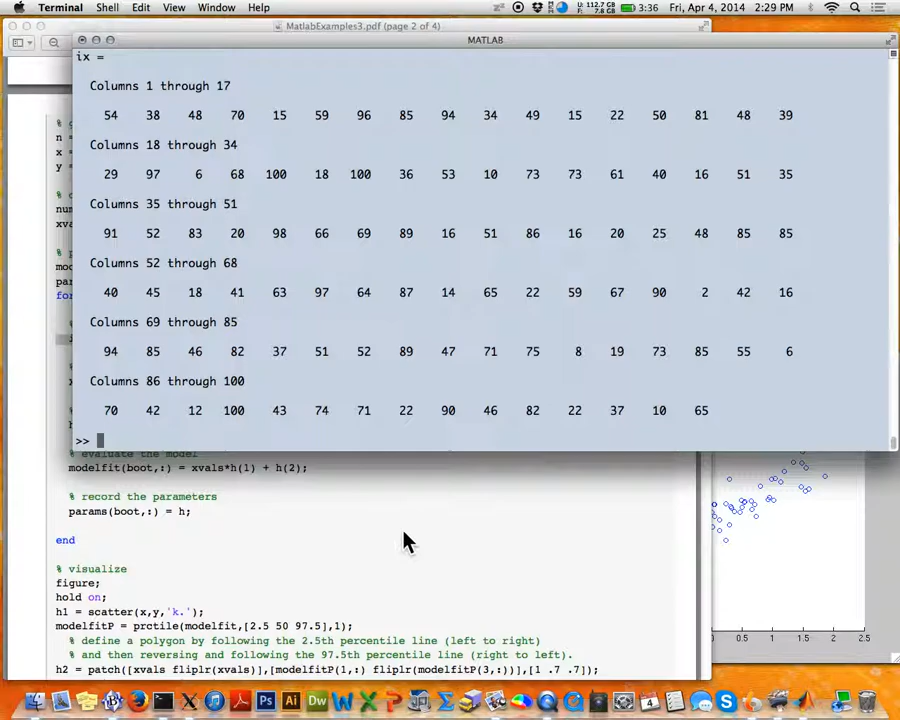 Terminal Shell Edit View Window Help 3:36 Fri, Apr 4, 2014 2:29 PM
MatlabExamples3.pdf (page 2 of 4)
MATLAB
ix =
Columns 1 through 17
54 38 48 70 15 59 96 85 94 34 49 15 22 50 81 48 39
Columns 18 through 34
29 97 6 68 100 18 100 36 53 10 73 73 61 40 16 51 35
Columns 35 through 51
91 52 83 20 98 66 69 89 16 51 86 16 20 25 48 85 85
Columns 52 through 68
40 45 18 41 63 97 64 87 14 65 22 59 67 90 2 42 16
Columns 69 through 85
94 85 46 82 37 51 52 89 47 71 75 8 19 73 85 55 6
Columns 86 through 100
70 42 12 100 43 74 71 22 90 46 82 22 37 10 65
>>
n =
x =
y =
num
xva
mod
par
for
% evaluate the model
modelfit(boot,:) = xvals*h(1) + h(2);
% record the parameters
params(boot,:) = h;
end
% visualize
figure;
hold on;
h1 = scatter(x,y,'k.');
modelfitP = prctile(modelfit,[2.5 50 97.5],1);
% define a polygon by following the 2.5th percentile line (left to right)
% and then reversing and following the 97.5th percentile line (right to left).
h2 = patch([xvals fliplr(xvals)],[modelfitP(1,:) fliplr(modelfitP(3,:))],[1 .7 .7]);
0 0.5 1 1.5 2 2.5